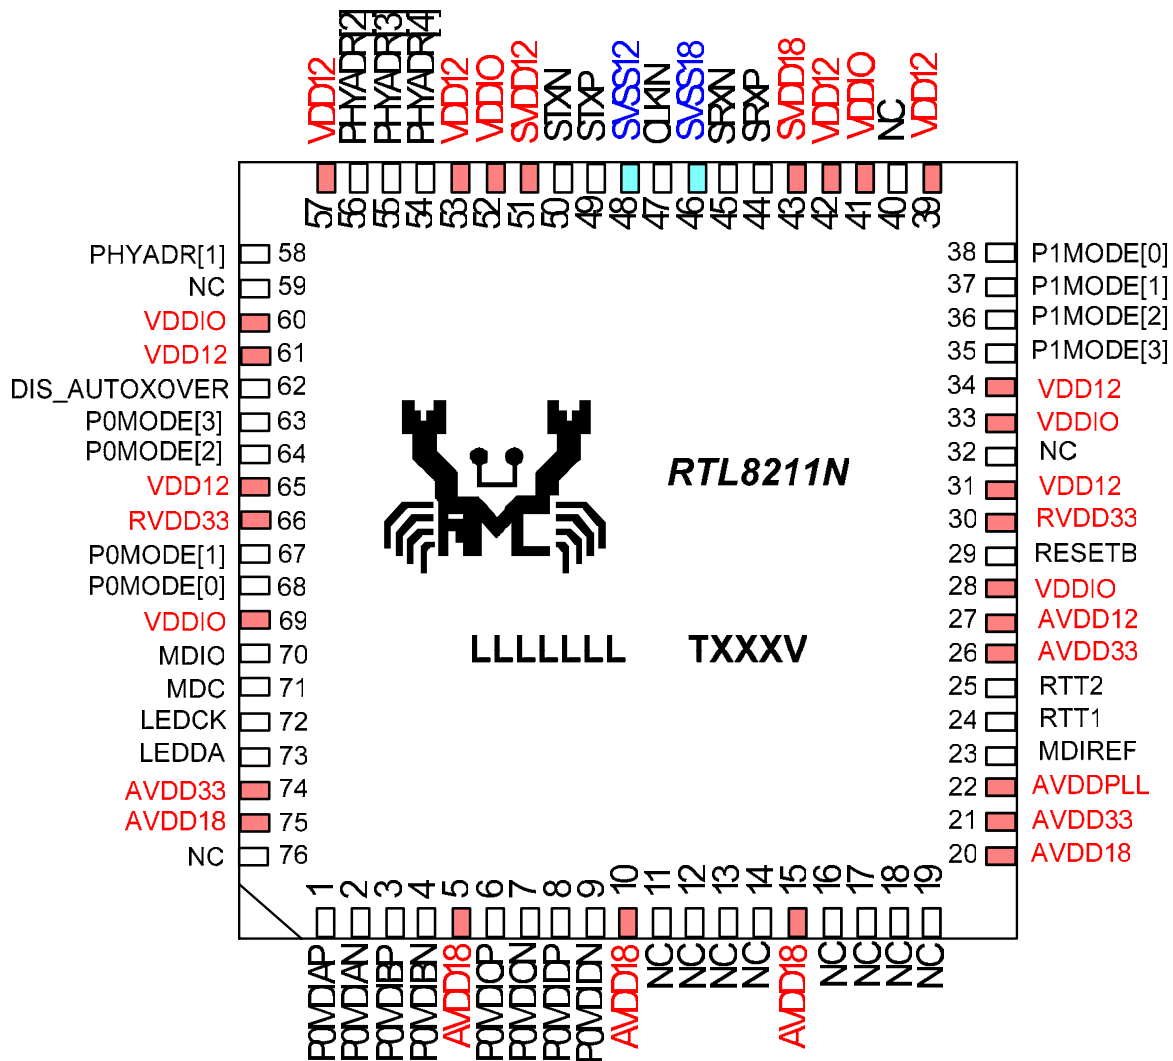 VDD12
PHYADR[2]
PHYADR[3]
PHYADR[4]
VDD12
VDDIO
SVDD12
STXN
STXP
SVSS12
CLKIN
SVSS18
SRXN
SRXP
SVDD18
VDD12
VDDIO
NC
VDD12
57 56 55 54 53 52 51 50 49 48 47 46 45 44 43 42 41 40 39
PHYADR[1] 58
NC 59
VDDIO 60
VDD12 61
DIS_AUTOXOVER 62
P0MODE[3] 63
P0MODE[2] 64
VDD12 65
RVDD33 66
P0MODE[1] 67
P0MODE[0] 68
VDDIO 69
MDIO 70
MDC 71
LEDCK 72
LEDDA 73
AVDD33 74
AVDD18 75
NC 76
RTL8211N
LLLLLLL TXXXV
38 P1MODE[0]
37 P1MODE[1]
36 P1MODE[2]
35 P1MODE[3]
34 VDD12
33 VDDIO
32 NC
31 VDD12
30 RVDD33
29 RESETB
28 VDDIO
27 AVDD12
26 AVDD33
25 RTT2
24 RTT1
23 MDIREF
22 AVDDPLL
21 AVDD33
20 AVDD18
1 2 3 4 5 6 7 8 9 10 11 12 13 14 15 16 17 18 19
P0MDIAP
P0MDIAN
P0MDIBP
P0MDIBN
AVDD18
P0MDICP
P0MDICN
P0MDIDP
P0MDIDN
AVDD18
NC
NC
NC
NC
AVDD18
NC
NC
NC
NC